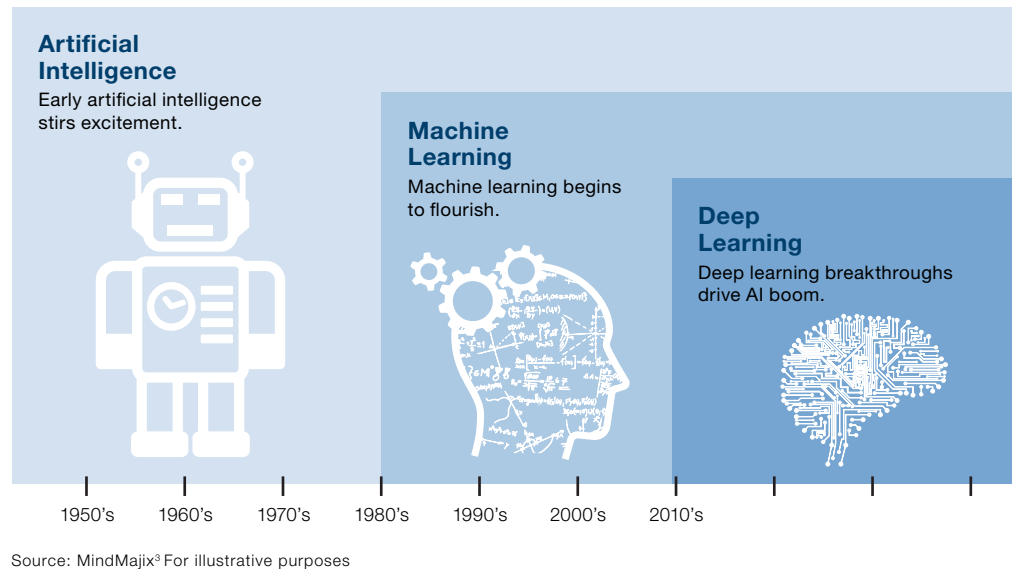 Artificial
Intelligence
Early artificial intelligence
stirs excitement.
Machine
Learning
Machine learning begins
to flourish.
Deep
Learning
Deep learning breakthroughs
drive AI boom.
1950’s 1960’s 1970’s 1980’s 1990’s 2000’s 2010’s
Source: MindMajix³ For illustrative purposes